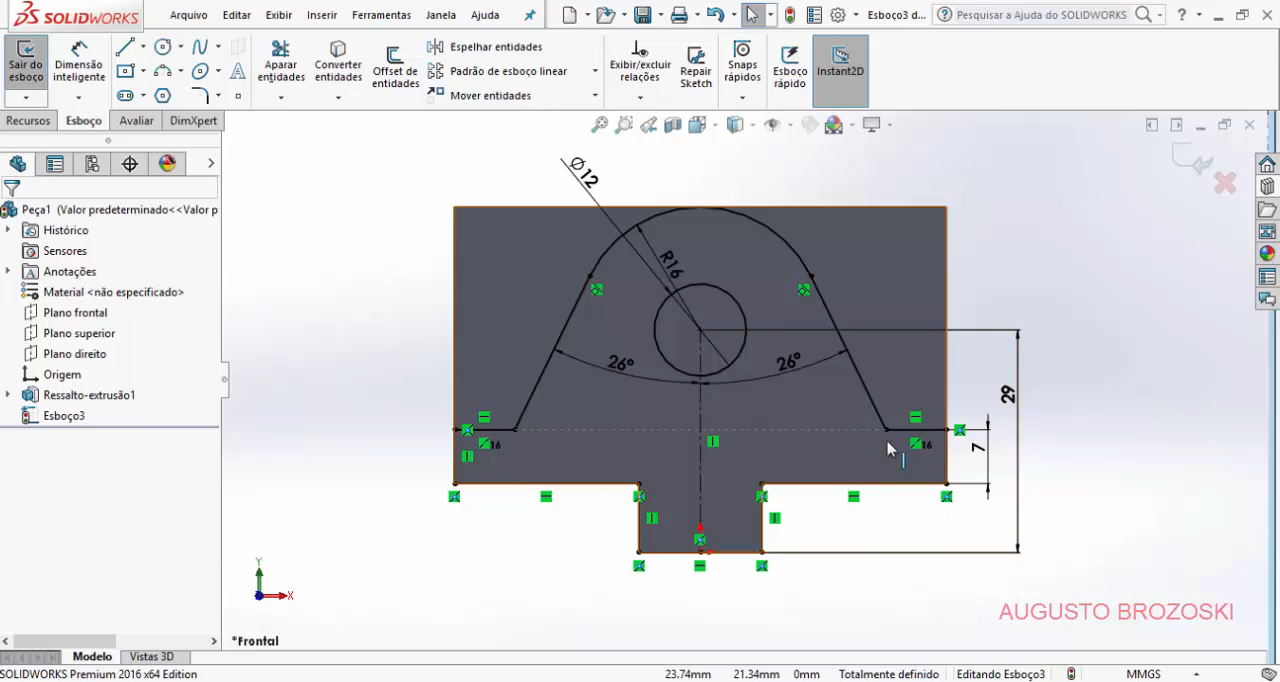 SOLIDWORKS
Arquivo
Editar
Exibir
Inserir
Ferramentas
Janela
Ajuda
Esboço3 d...
Pesquisar a Ajuda do SOLIDWORKS
?
Sair do esboço
Dimensão inteligente
Aparar entidades
Converter entidades
Offset de entidades
Espelhar entidades
Padrão de esboço linear
Mover entidades
Exibir/excluir relações
Repair Sketch
Snaps rápidos
Esboço rápido
Instant2D
Recursos
Esboço
Avaliar
DimXpert
Peça1 (Valor predeterminado<<Valor p
Histórico
Sensores
Anotações
Material <não especificado>
Plano frontal
Plano superior
Plano direito
Origem
Ressalto-extrusão1
Esboço3
Ø12
R16
26°
26°
29
7
16
16
Y
X
*Frontal
AUGUSTO BROZOSKI
Modelo
Vistas 3D
SOLIDWORKS Premium 2016 x64 Edition
23.74mm
21.34mm
0mm
Totalmente definido
Editando Esboço3
MMGS